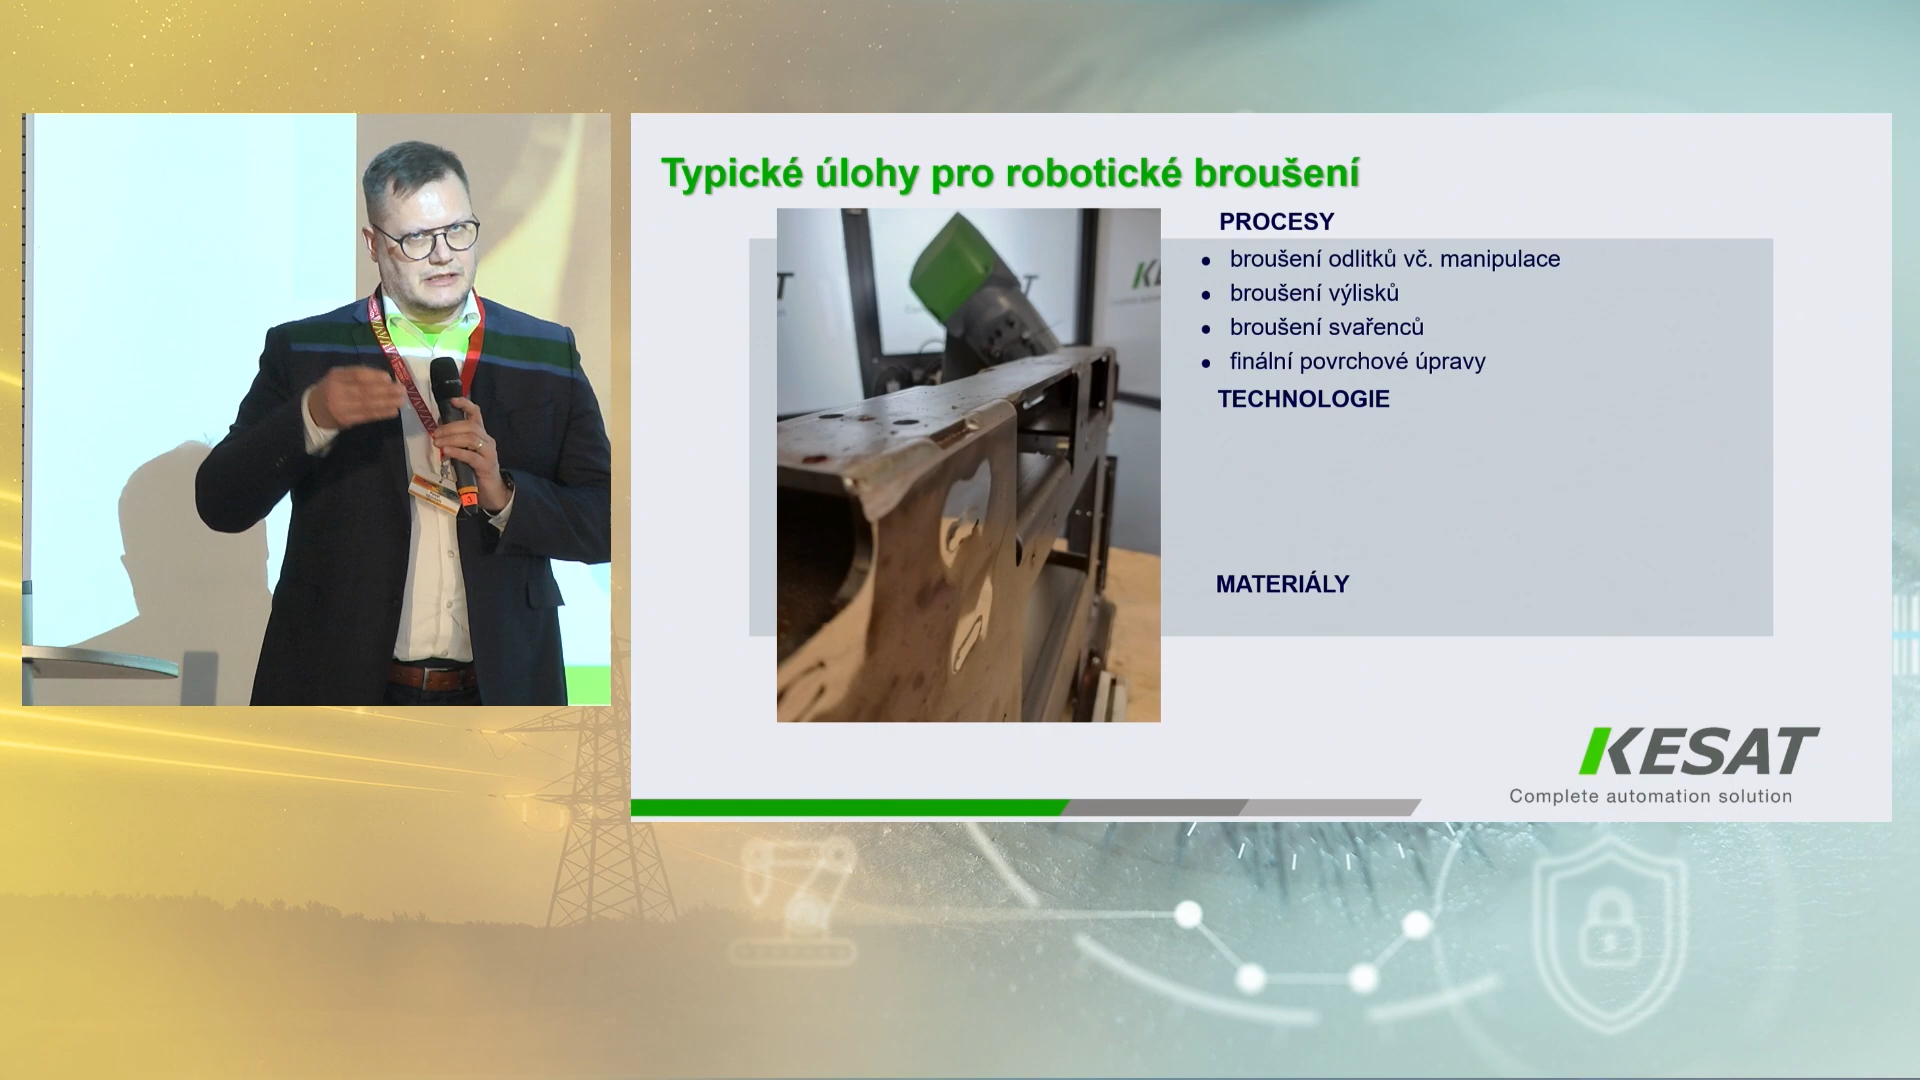 Typické úlohy pro robotické broušení
PROCESY
• broušení odlitků vč. manipulace
• broušení výlisků
• broušení svařenců
• finální povrchové úpravy
TECHNOLOGIE
MATERIÁLY
KESAT
Complete automation solution